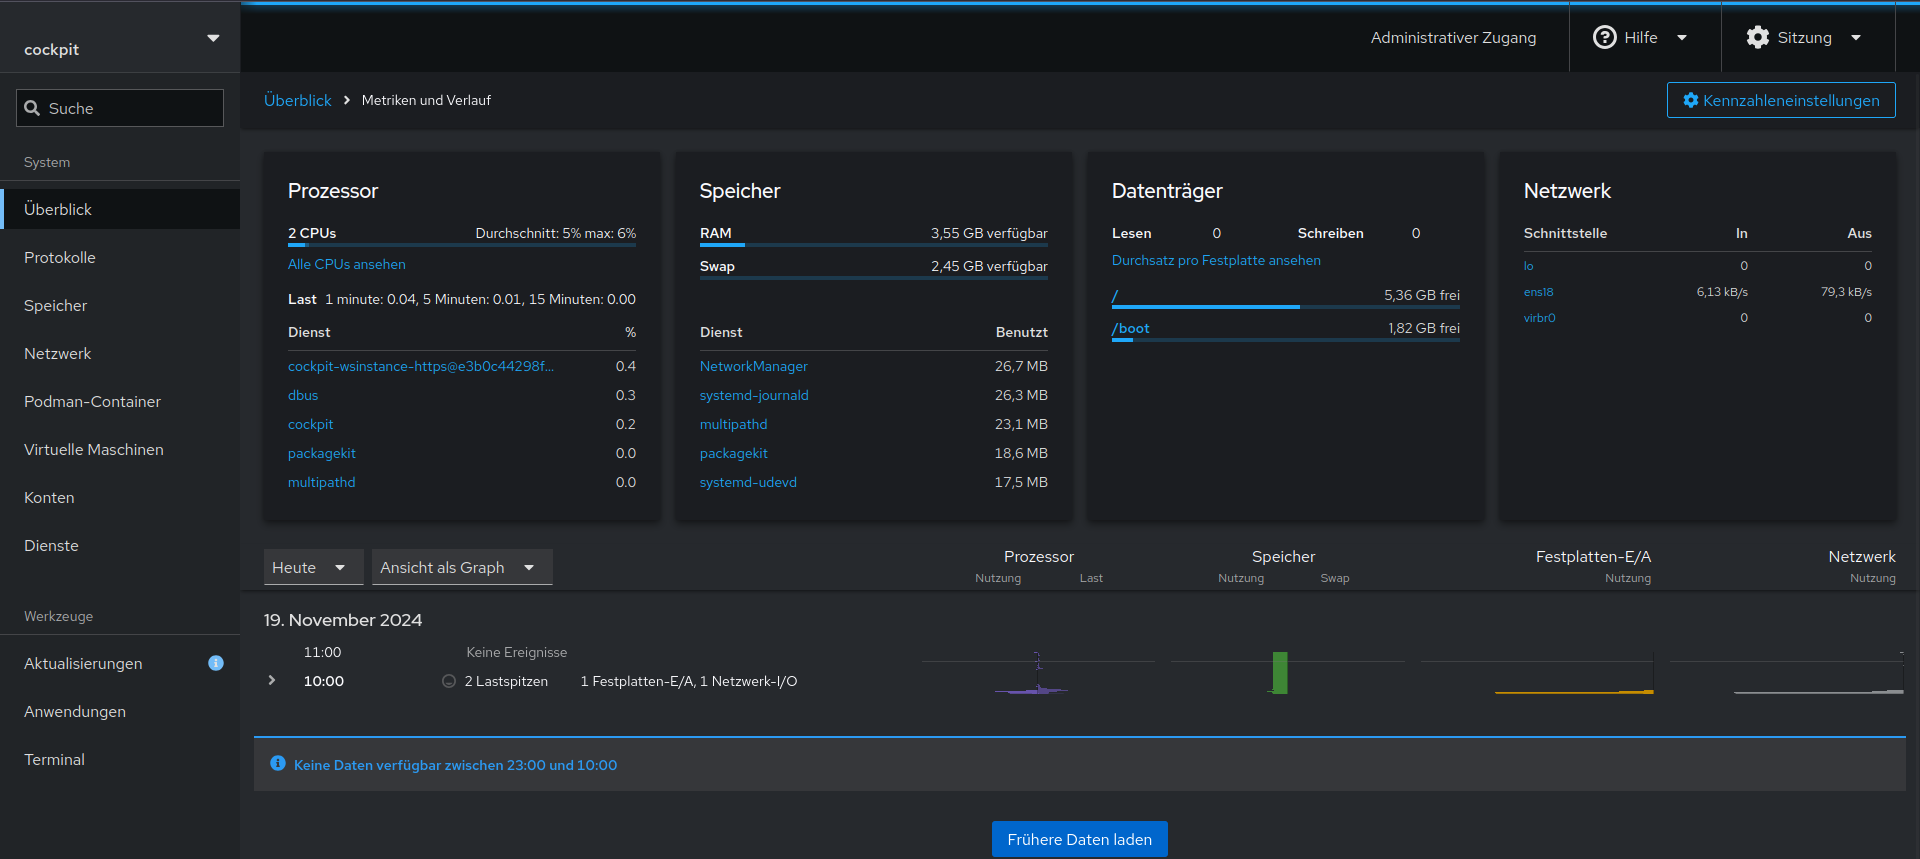 cockpit
Administrativer Zugang
Hilfe
Sitzung
Suche
System
Überblick
Protokolle
Speicher
Netzwerk
Podman-Container
Virtuelle Maschinen
Konten
Dienste
Werkzeuge
Aktualisierungen
Anwendungen
Terminal
Überblick Metriken und Verlauf
Kennzahleneinstellungen
Prozessor
2 CPUs Durchschnitt: 5% max: 6%
Alle CPUs ansehen
Last 1 minute: 0.04, 5 Minuten: 0.01, 15 Minuten: 0.00
Dienst %
cockpit-wsinstance-https@e3b0c44298f... 0.4
dbus 0.3
cockpit 0.2
packagekit 0.0
multipathd 0.0
Speicher
RAM 3,55 GB verfügbar
Swap 2,45 GB verfügbar
Dienst Benutzt
NetworkManager 26,7 MB
systemd-journald 26,3 MB
multipathd 23,1 MB
packagekit 18,6 MB
systemd-udevd 17,5 MB
Datenträger
Lesen 0 Schreiben 0
Durchsatz pro Festplatte ansehen
/ 5,36 GB frei
/boot 1,82 GB frei
Netzwerk
Schnittstelle In Aus
lo 0 0
ens18 6,13 kB/s 79,3 kB/s
virbr0 0 0
Heute Ansicht als Graph
Prozessor Speicher Festplatten-E/A Netzwerk
Nutzung Last Nutzung Swap Nutzung Nutzung
19. November 2024
11:00 Keine Ereignisse
10:00 2 Lastspitzen 1 Festplatten-E/A, 1 Netzwerk-I/O
Keine Daten verfügbar zwischen 23:00 und 10:00
Frühere Daten laden